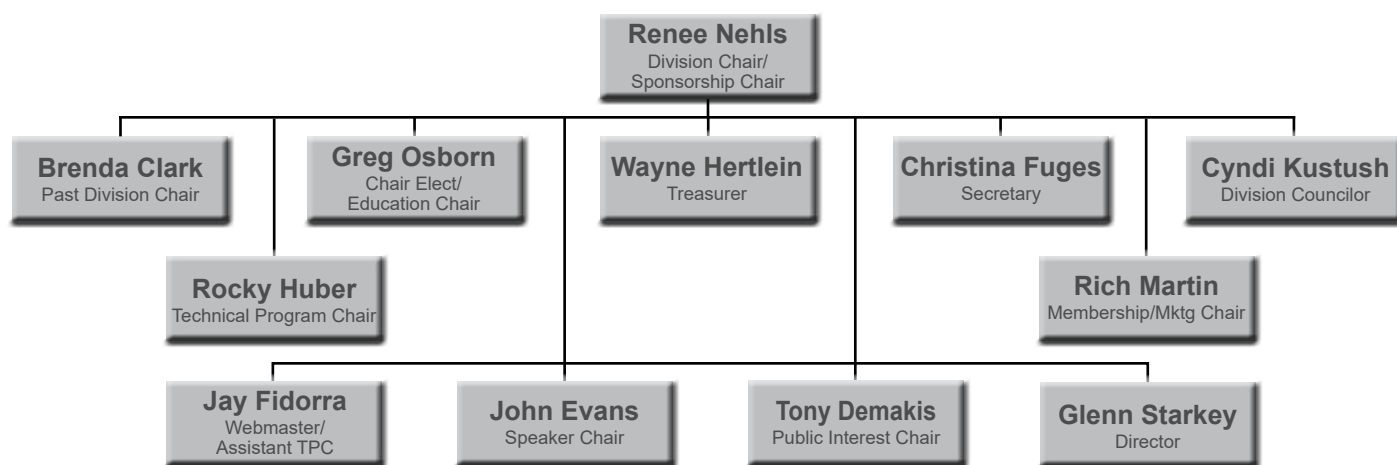 Renee Nehls
Division Chair/
Sponsorship Chair
Brenda Clark
Past Division Chair
Greg Osborn
Chair Elect/
Education Chair
Wayne Hertlein
Treasurer
Christina Fuges
Secretary
Cyndi Kustush
Division Councilor
Rocky Huber
Technical Program Chair
Rich Martin
Membership/Mktg Chair
Jay Fidorra
Webmaster/
Assistant TPC
John Evans
Speaker Chair
Tony Demakis
Public Interest Chair
Glenn Starkey
Director